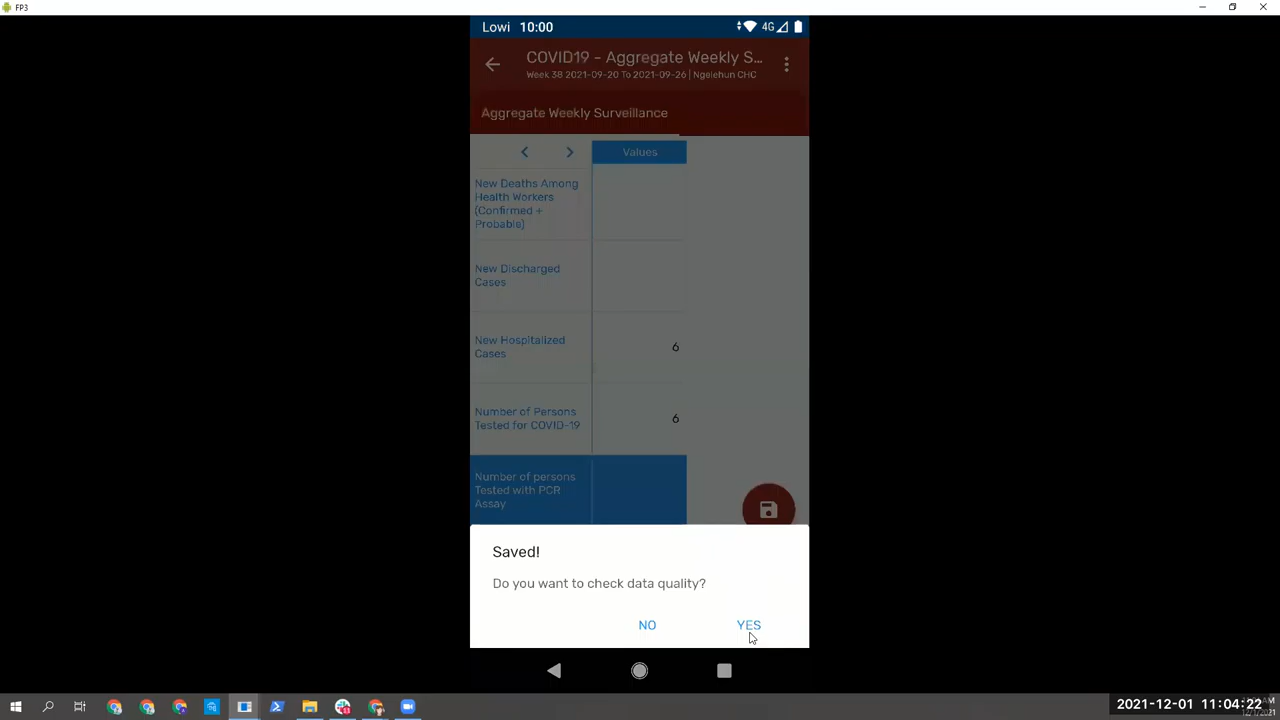 FP3
Lowi 10:00
4G
COVID19 - Aggregate Weekly S...
Week 38 2021-09-20 To 2021-09-26 | Ngelehun CHC
Aggregate Weekly Surveillance
Values
New Deaths Among
Health Workers
(Confirmed +
Probable)
New Discharged
Cases
New Hospitalized
Cases
6
Number of Persons
Tested for COVID-19
6
Number of persons
Tested with PCR
Assay
Saved!
Do you want to check data quality?
NO YES
2021-12-01 11:04:22